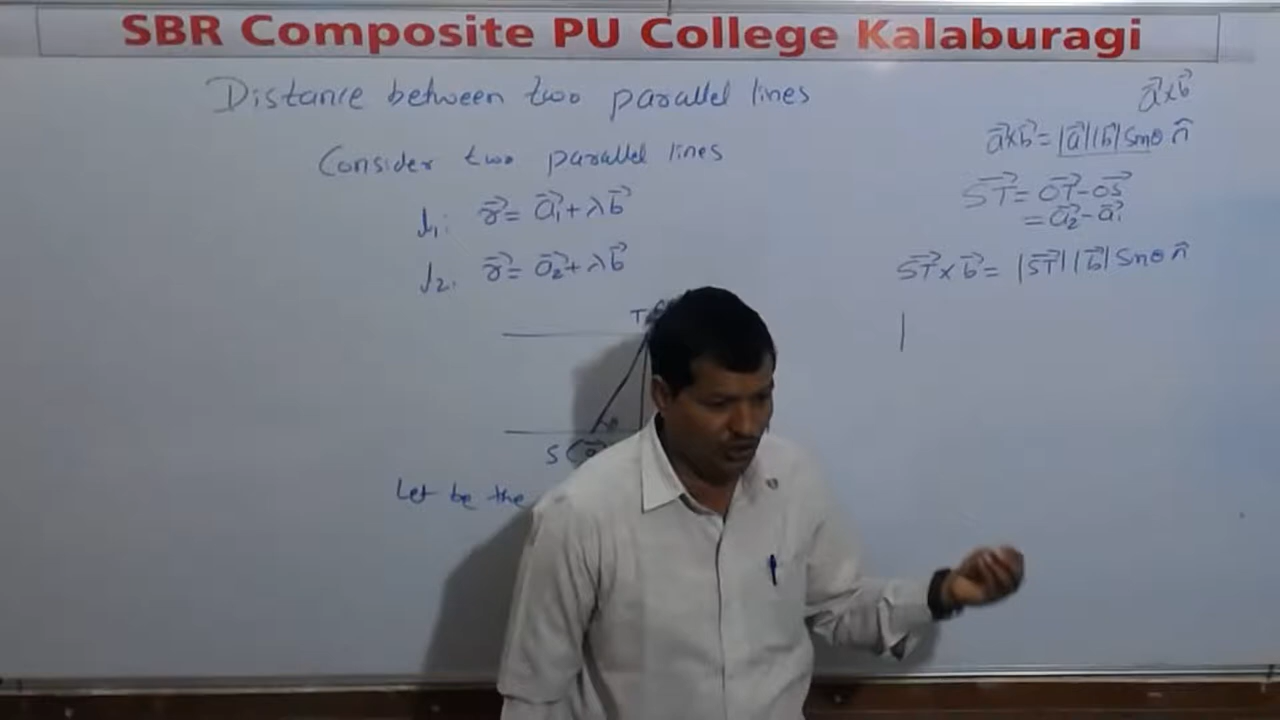 SBR Composite PU College Kalaburagi
Distance between two parallel lines
Consider two parallel lines
l₁: r⃗ = a⃗₁ + λb⃗
l₂: r⃗ = a⃗₂ + λb⃗
T
θ
S (a⃗
Let be the
a⃗×b⃗
a⃗×b⃗ = |a⃗||b⃗| Sinθ n̂
ST⃗ = OT⃗ - OS⃗
= a⃗₂ - a⃗₁
ST⃗ × b⃗ = |ST⃗| |b⃗| Sinθ n̂
|